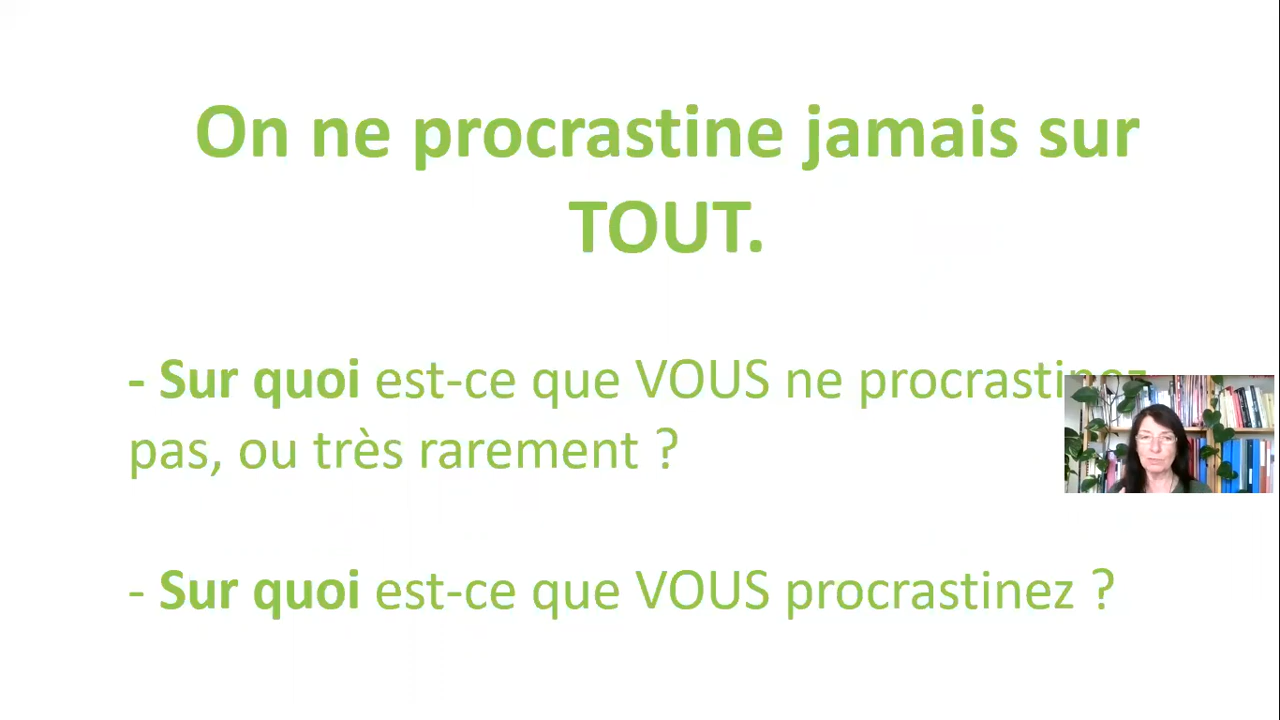 On ne procrastine jamais sur
TOUT.
- Sur quoi est-ce que VOUS ne procrastinez
pas, ou très rarement ?
- Sur quoi est-ce que VOUS procrastinez ?